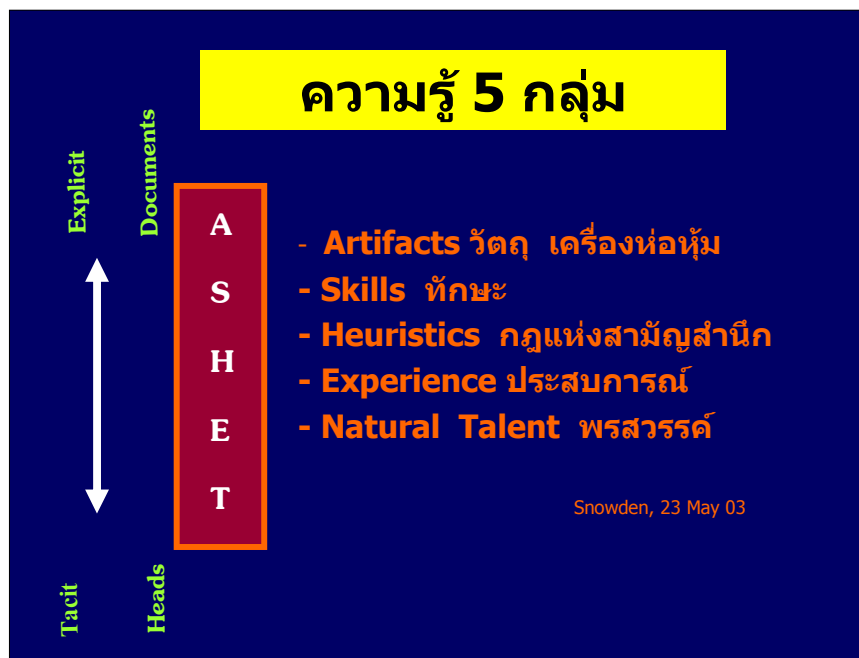 ความรู้ 5 กลุ่ม
Explicit
Documents
A
S
H
E
T
- Artifacts วัตถุ เครื่องห่อหุ้ม
- Skills ทักษะ
- Heuristics กฎแห่งสามัญสำนึก
- Experience ประสบการณ์
- Natural Talent พรสวรรค์
Snowden, 23 May 03
Tacit
Heads